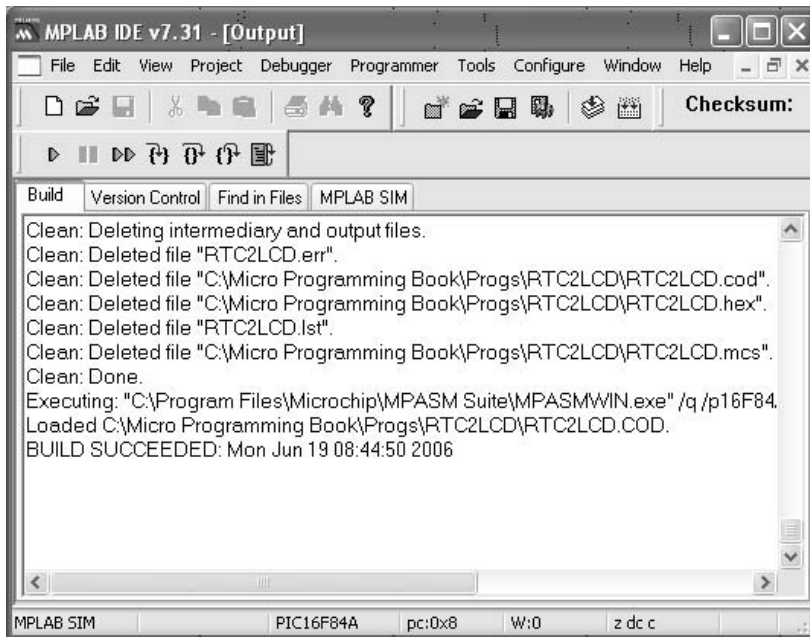 MPLAB IDE v7.31 - [Output]
File Edit View Project Debugger Programmer Tools Configure Window Help
Checksum:
Build Version Control Find in Files MPLAB SIM
Clean: Deleting intermediary and output files.
Clean: Deleted file "RTC2LCD.err".
Clean: Deleted file "C:\Micro Programming Book\Progs\RTC2LCD\RTC2LCD.cod".
Clean: Deleted file "C:\Micro Programming Book\Progs\RTC2LCD\RTC2LCD.hex".
Clean: Deleted file "RTC2LCD.lst".
Clean: Deleted file "C:\Micro Programming Book\Progs\RTC2LCD\RTC2LCD.mcs".
Clean: Done.
Executing: "C:\Program Files\Microchip\MPASM Suite\MPASMWIN.exe" /q /p16F84
Loaded C:\Micro Programming Book\Progs\RTC2LCD\RTC2LCD.COD.
BUILD SUCCEEDED: Mon Jun 19 08:44:50 2006
MPLAB SIM PIC16F84A pc:0x8 W:0 z dc c